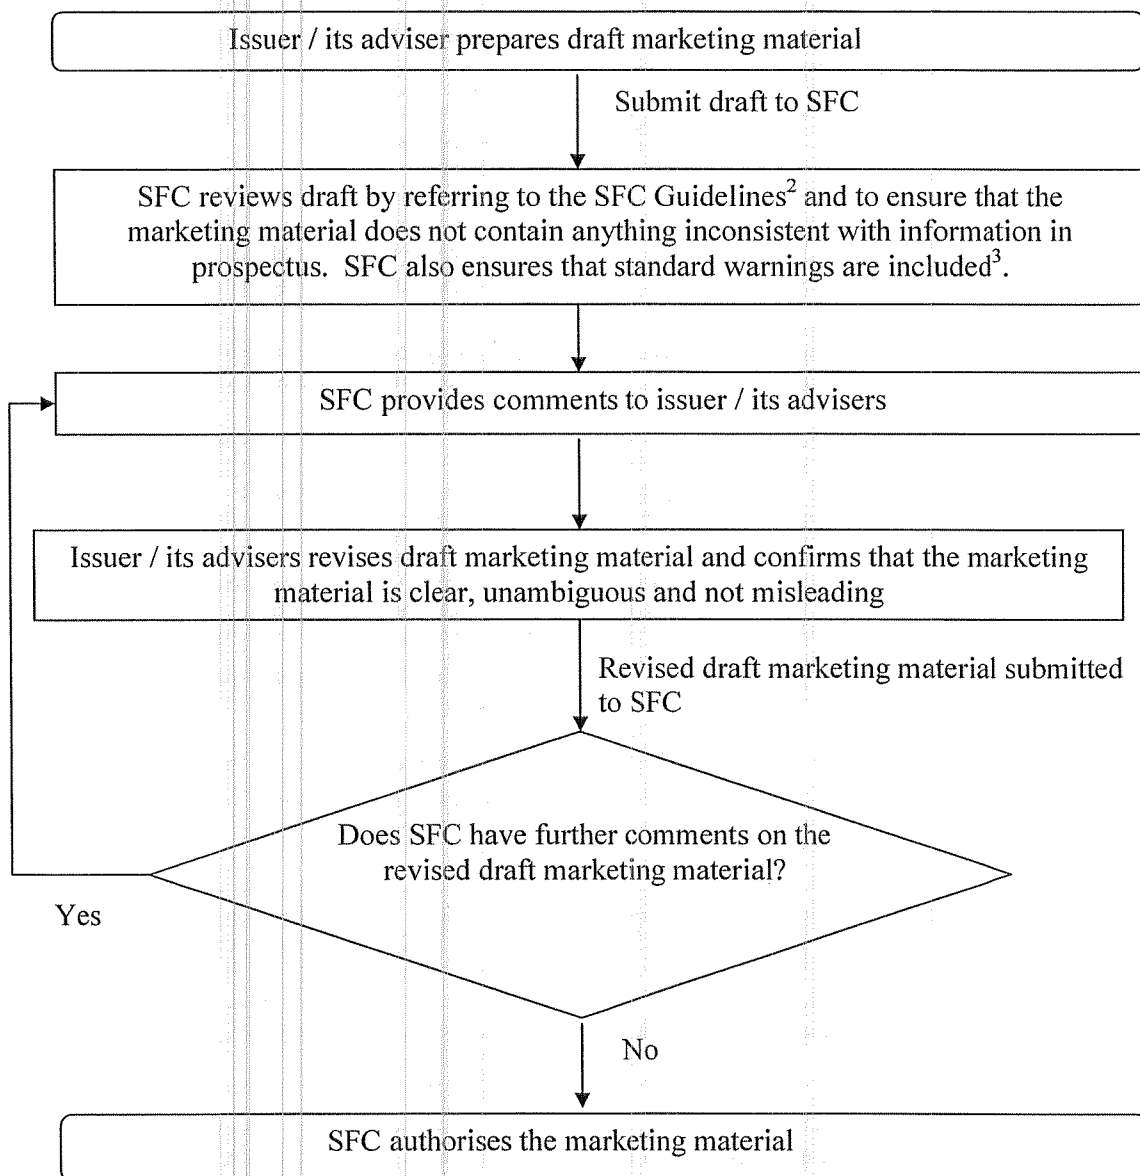 Issuer / its adviser prepares draft marketing material
Submit draft to SFC
SFC reviews draft by referring to the SFC Guidelines² and to ensure that the
marketing material does not contain anything inconsistent with information in
prospectus. SFC also ensures that standard warnings are included³.
SFC provides comments to issuer / its advisers
Issuer / its advisers revises draft marketing material and confirms that the marketing
material is clear, unambiguous and not misleading
Revised draft marketing material submitted
to SFC
Does SFC have further comments on the
revised draft marketing material?
Yes
No
SFC authorises the marketing material